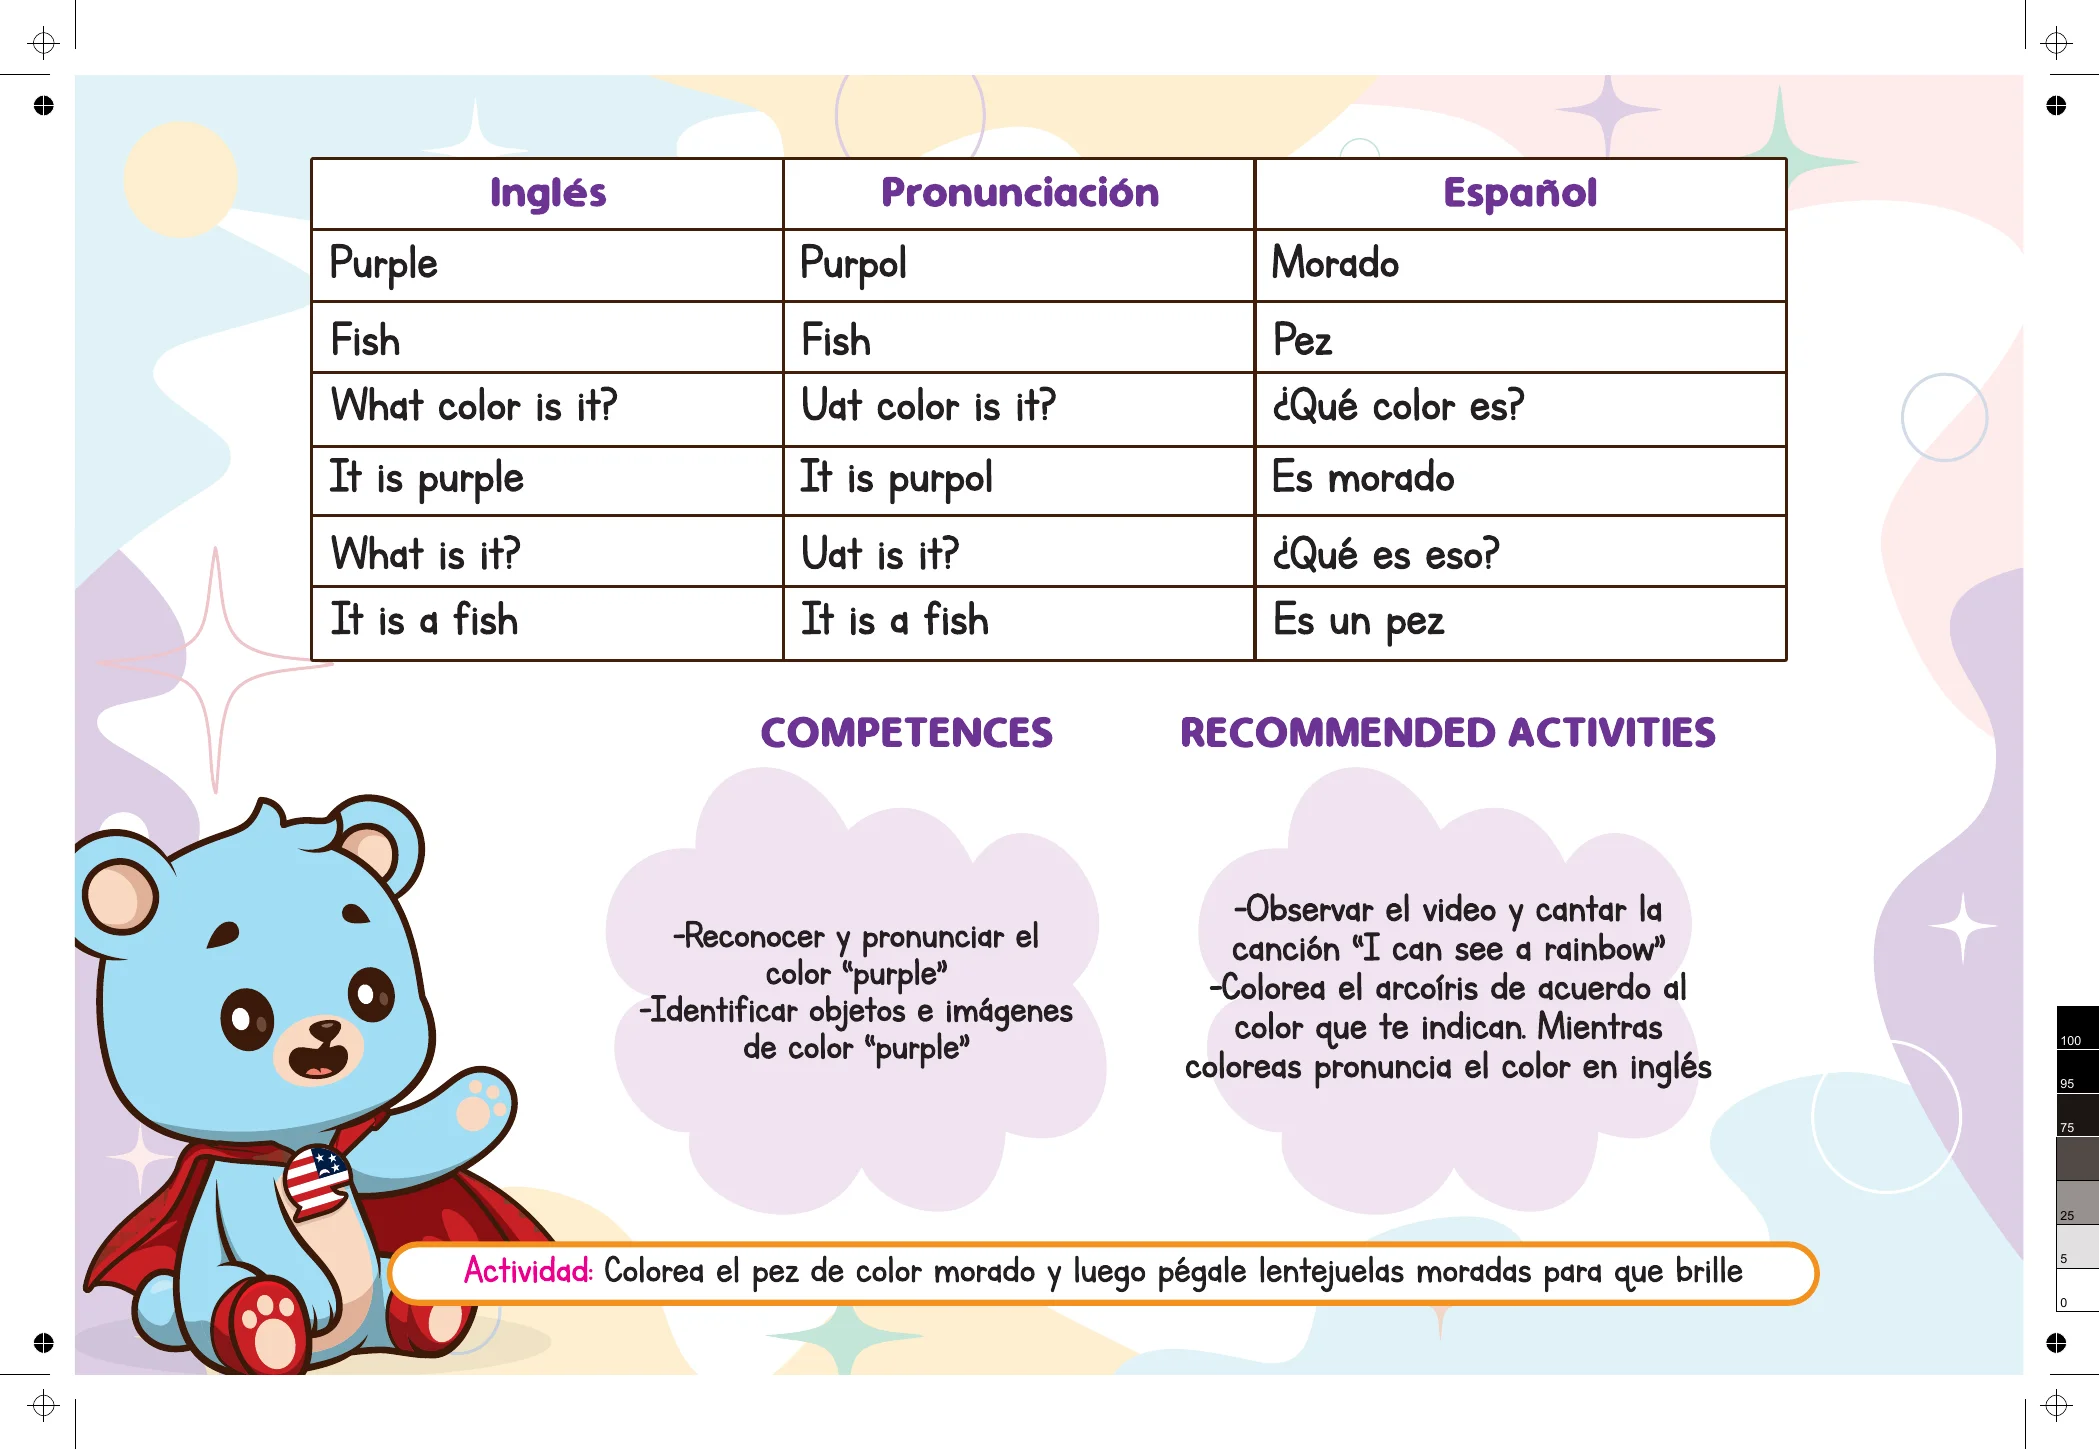 Inglés Pronunciación Español
Purple Purpol Morado
Fish Fish Pez
What color is it? Uat color is it? ¿Qué color es?
It is purple It is purpol Es morado
What is it? Uat is it? ¿Qué es eso?
It is a fish It is a fish Es un pez
COMPETENCES
-Reconocer y pronunciar el
color “purple”
-Identificar objetos e imágenes
de color “purple”
RECOMMENDED ACTIVITIES
-Observar el video y cantar la
canción “I can see a rainbow”
-Colorea el arcoíris de acuerdo al
color que te indican. Mientras
coloreas pronuncia el color en inglés
Actividad: Colorea el pez de color morado y luego pégale lentejuelas moradas para que brille
100
95
75
25
5
0